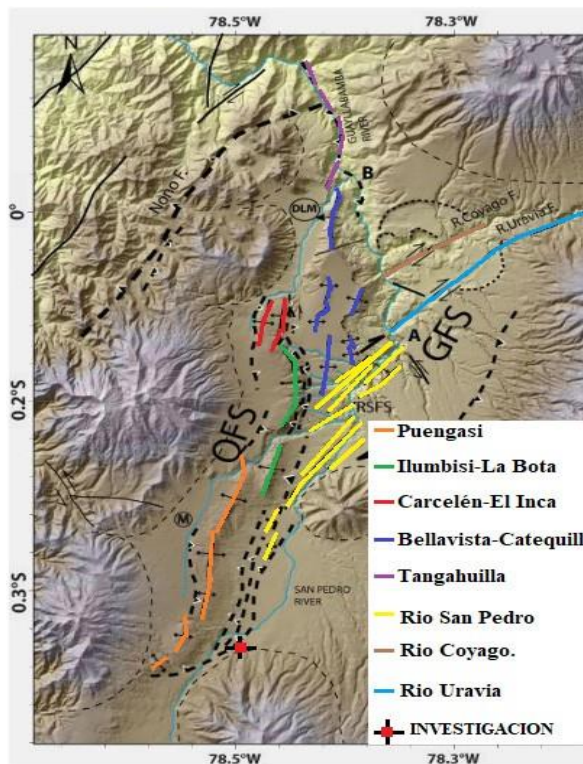 78.5°W 78.3°W
N
GUAYLLABAMBA
RIVER
Nono F.
B
DLM
0°
R.Coyago F.
R.Uravia F.
A
GFS
0.2°S
QFS
RSFS
Puengasi
Ilumbisi-La Bota
Carcelén-El Inca
Bellavista-Catequill
Tangahuilla
Rio San Pedro
Rio Coyago.
Rio Uravia
INVESTIGACION
M
SAN PEDRO
RIVER
0.3°S
78.5°W 78.3°W